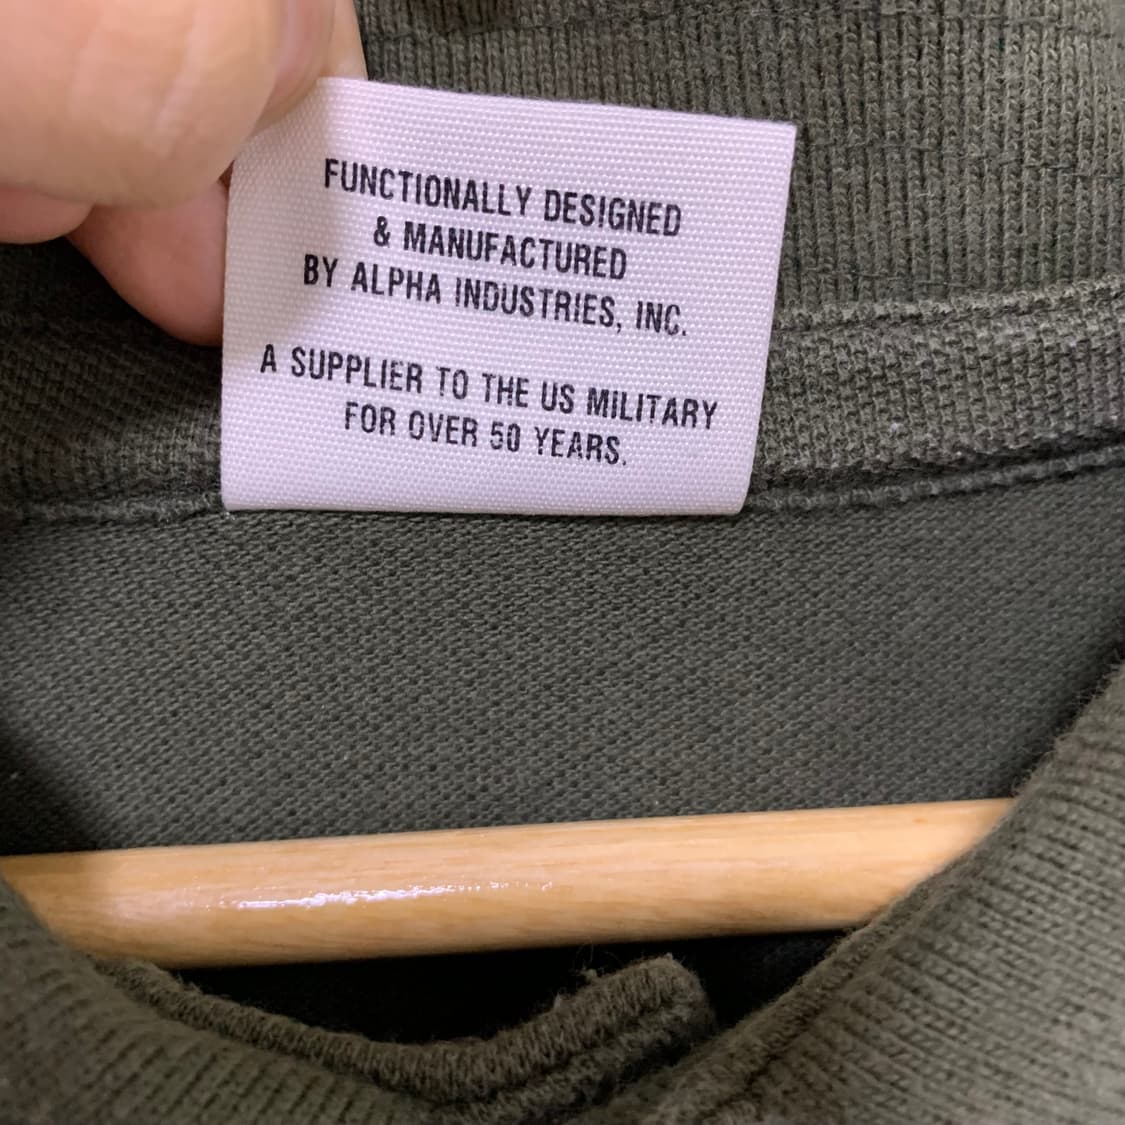 FUNCTIONALLY DESIGNED
& MANUFACTURED
BY ALPHA INDUSTRIES, INC.
A SUPPLIER TO THE US MILITARY
FOR OVER 50 YEARS.